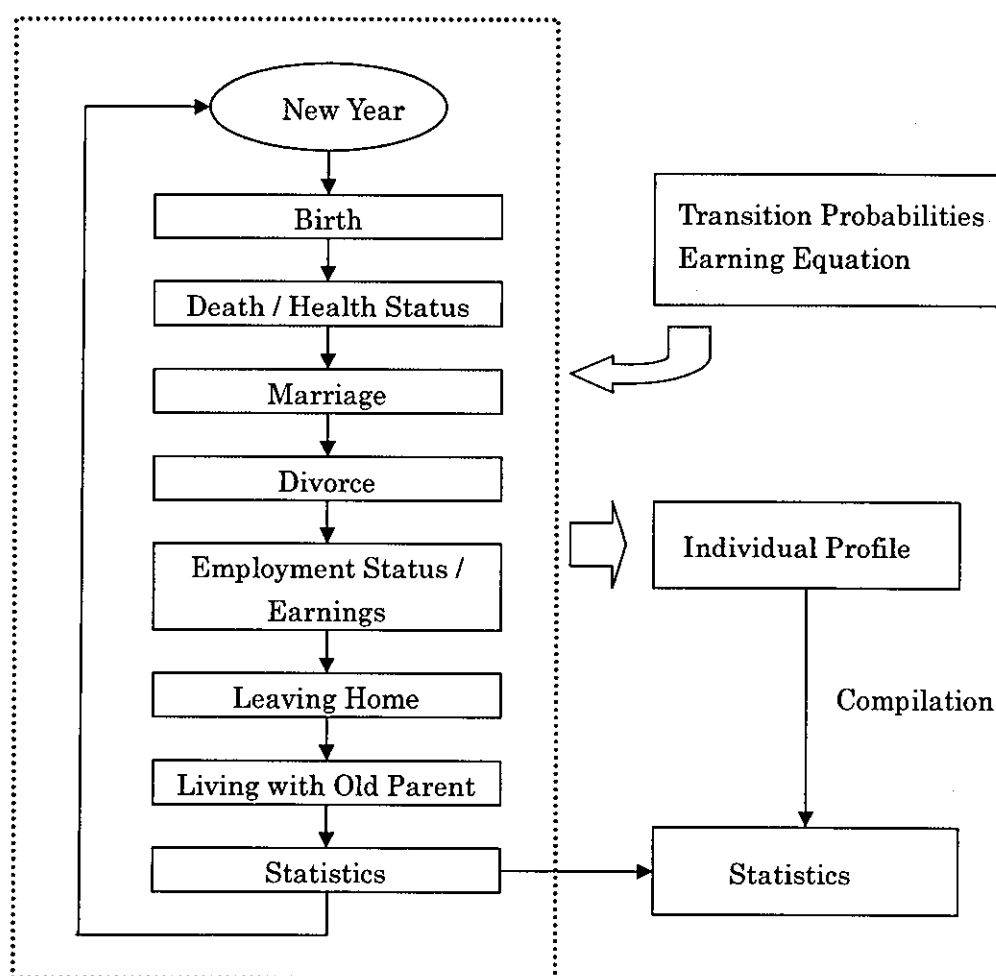 New Year
Birth
Death / Health Status
Marriage
Divorce
Employment Status /
Earnings
Leaving Home
Living with Old Parent
Statistics
Transition Probabilities
Earning Equation
Individual Profile
Compilation
Statistics